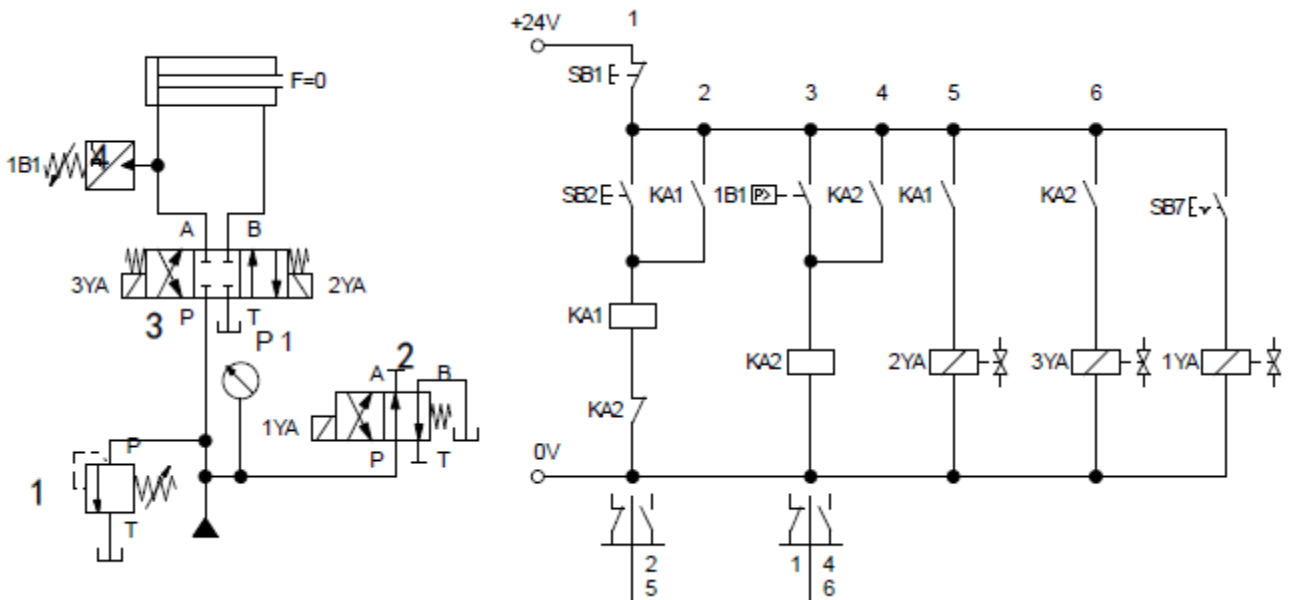 F=0
1B1
4
A B
3YA 2YA
P T
3
P 1
2
A B
1YA
P T
P
1
T
+24V
1
SB1
2 3 4 5 6
SB2 KA1 1B1 P> KA2 KA1 KA2 SB7
KA1
KA2 2YA 3YA 1YA
KA2
0V
2 1 4
5 6